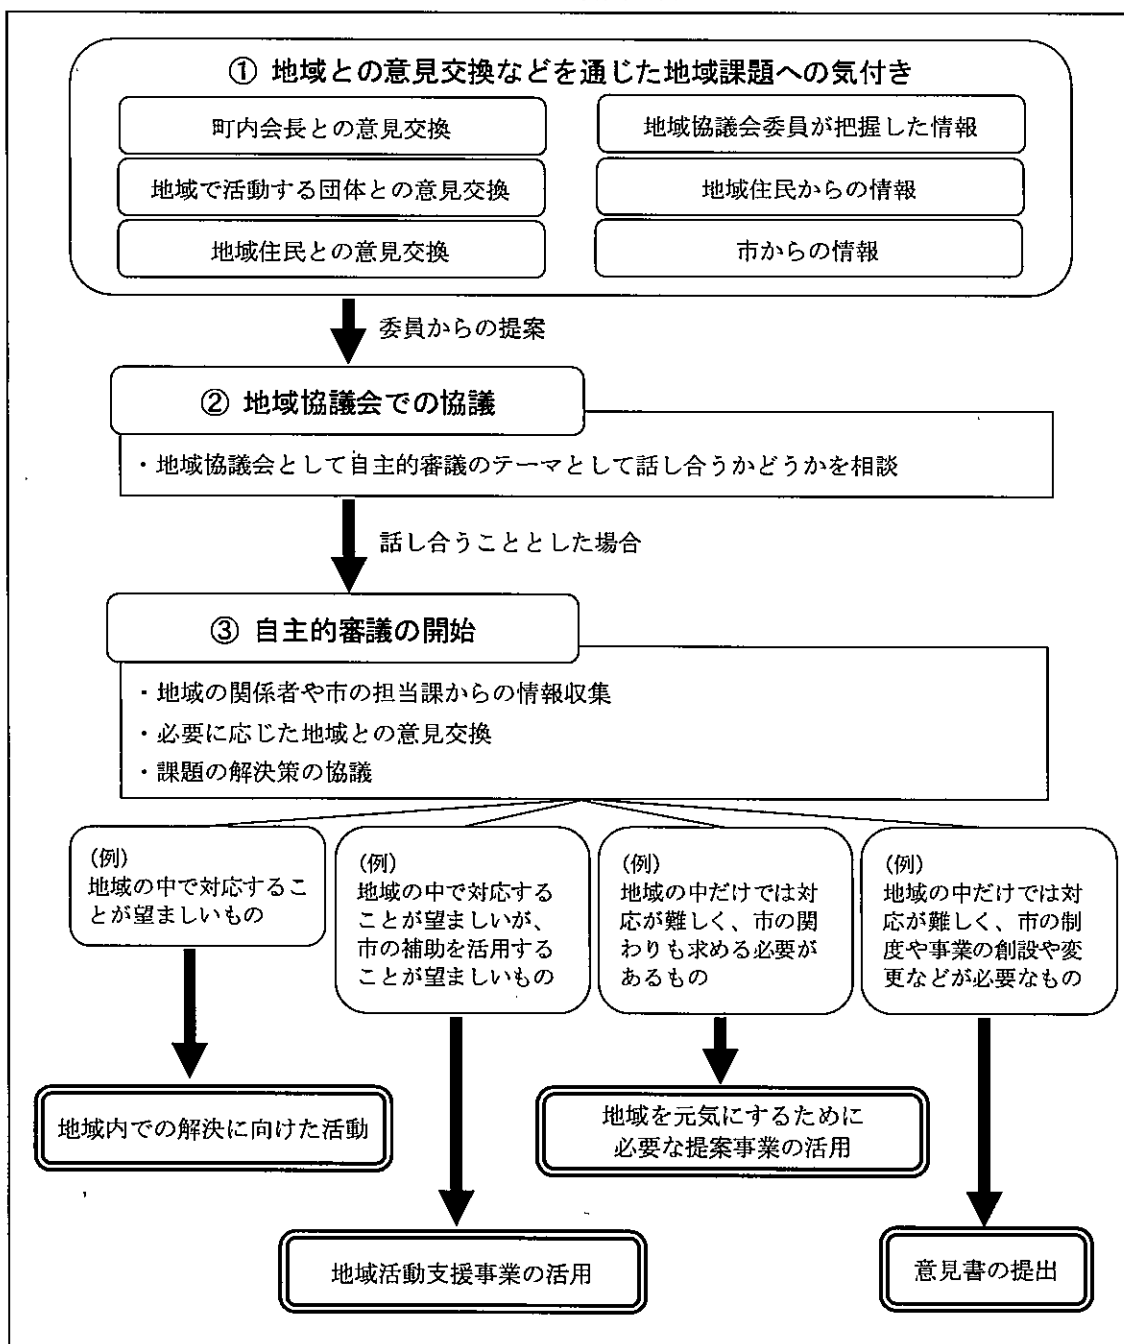 ① 地域との意見交換などを通じた地域課題への気付き
町内会長との意見交換
地域協議会委員が把握した情報
地域で活動する団体との意見交換
地域住民からの情報
地域住民との意見交換
市からの情報
委員からの提案
② 地域協議会での協議
・地域協議会として自主的審議のテーマとして話し合うかどうかを相談
話し合うこととした場合
③ 自主的審議の開始
・地域の関係者や市の担当課からの情報収集
・必要に応じた地域との意見交換
・課題の解決策の協議
(例)
地域の中で対応するこ
とが望ましいもの
(例)
地域の中で対応する
ことが望ましいが、
市の補助を活用する
ことが望ましいもの
(例)
地域の中だけでは対
応が難しく、市の関
わりも求める必要が
あるもの
(例)
地域の中だけでは対
応が難しく、市の制
度や事業の創設や変
更などが必要なもの
地域内での解決に向けた活動
地域を元気にするために
必要な提案事業の活用
地域活動支援事業の活用
意見書の提出